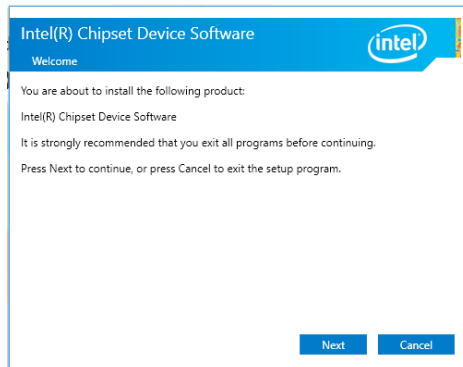 Intel(R) Chipset Device Software
Welcome
intel
You are about to install the following product:
Intel(R) Chipset Device Software
It is strongly recommended that you exit all programs before continuing.
Press Next to continue, or press Cancel to exit the setup program.
Next Cancel